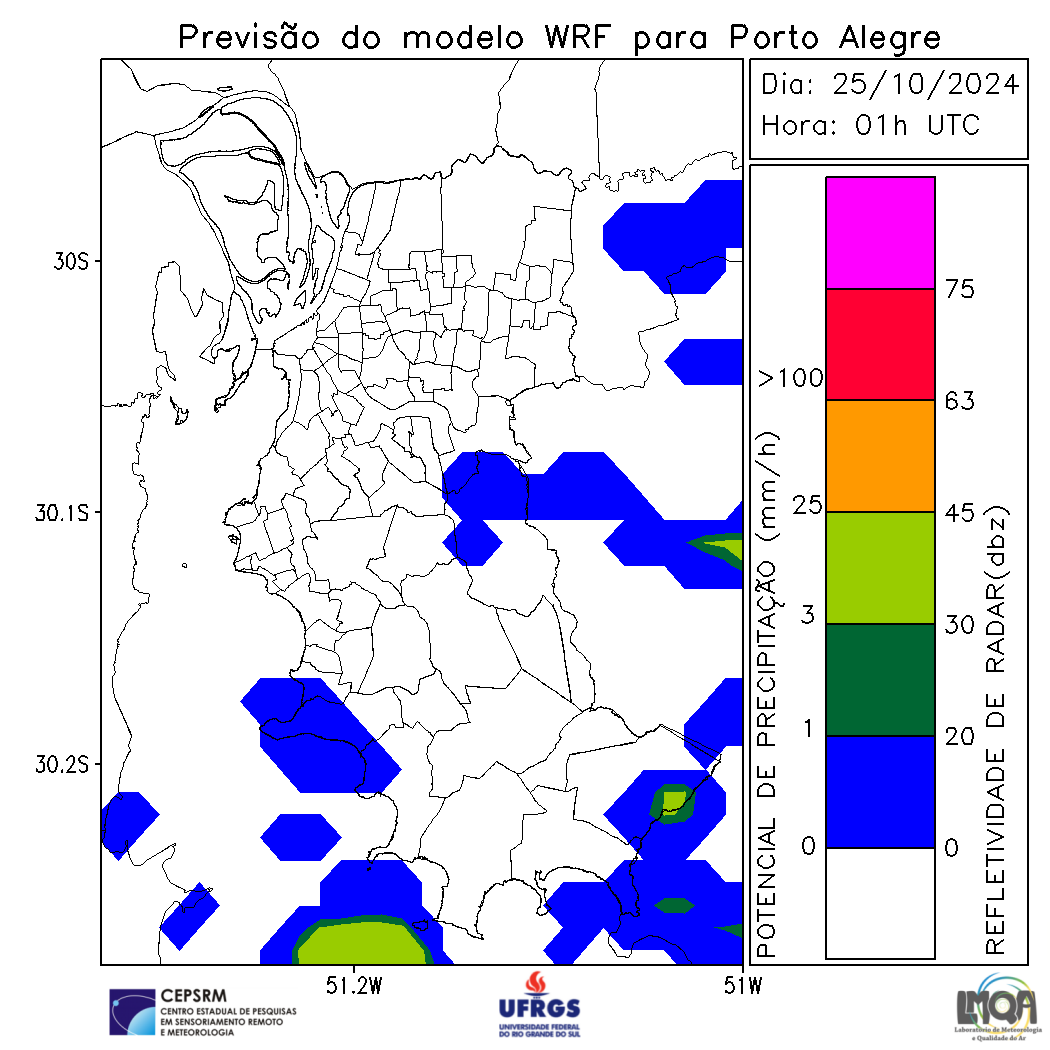 Previsão do modelo WRF para Porto Alegre
Dia: 25/10/2024
Hora: 01h UTC
30S
30.1S
30.2S
51.2W
51W
POTENCIAL DE PRECIPITAÇÃO (mm/h)
>100
25
3
1
0
75
63
45
30
20
0
REFLETIVIDADE DE RADAR(dbz)
CEPSRM
CENTRO ESTADUAL DE PESQUISAS
EM SENSORIAMENTO REMOTO
E METEOROLOGIA
UFRGS
UNIVERSIDADE FEDERAL
DO RIO GRANDE DO SUL
LMQA
Laboratório de Meteorologia
e Qualidade do Ar